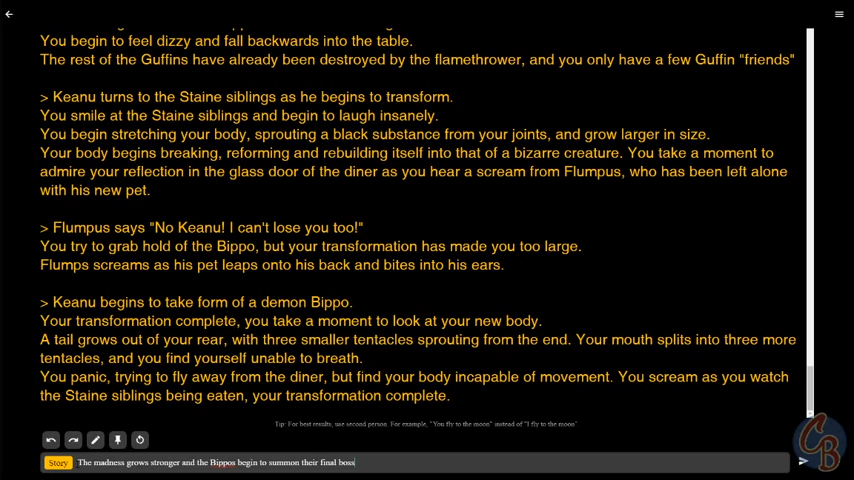 You begin to feel dizzy and fall backwards into the table.
The rest of the Guffins have already been destroyed by the flamethrower, and you only have a few Guffin "friends"
> Keanu turns to the Staine siblings as he begins to transform.
You smile at the Staine siblings and begin to laugh insanely.
You begin stretching your body, sprouting a black substance from your joints, and grow larger in size.
Your body begins breaking, reforming and rebuilding itself into that of a bizarre creature. You take a moment to
admire your reflection in the glass door of the diner as you hear a scream from Flumpus, who has been left alone
with his new pet.
> Flumpus says "No Keanu! I can't lose you too!"
You try to grab hold of the Bippo, but your transformation has made you too large.
Flumps screams as his pet leaps onto his back and bites into his ears.
> Keanu begins to take form of a demon Bippo.
Your transformation complete, you take a moment to look at your new body.
A tail grows out of your rear, with three smaller tentacles sprouting from the end. Your mouth splits into three more
tentacles, and you find yourself unable to breath.
You panic, trying to fly away from the diner, but find your body incapable of movement. You scream as you watch
the Staine siblings being eaten, your transformation complete.
Tip: For best results, use second person. For example, "You fly to the moon" instead of "I fly to the moon"
Story The madness grows stronger and the Bippos begin to summon their final boss
CB